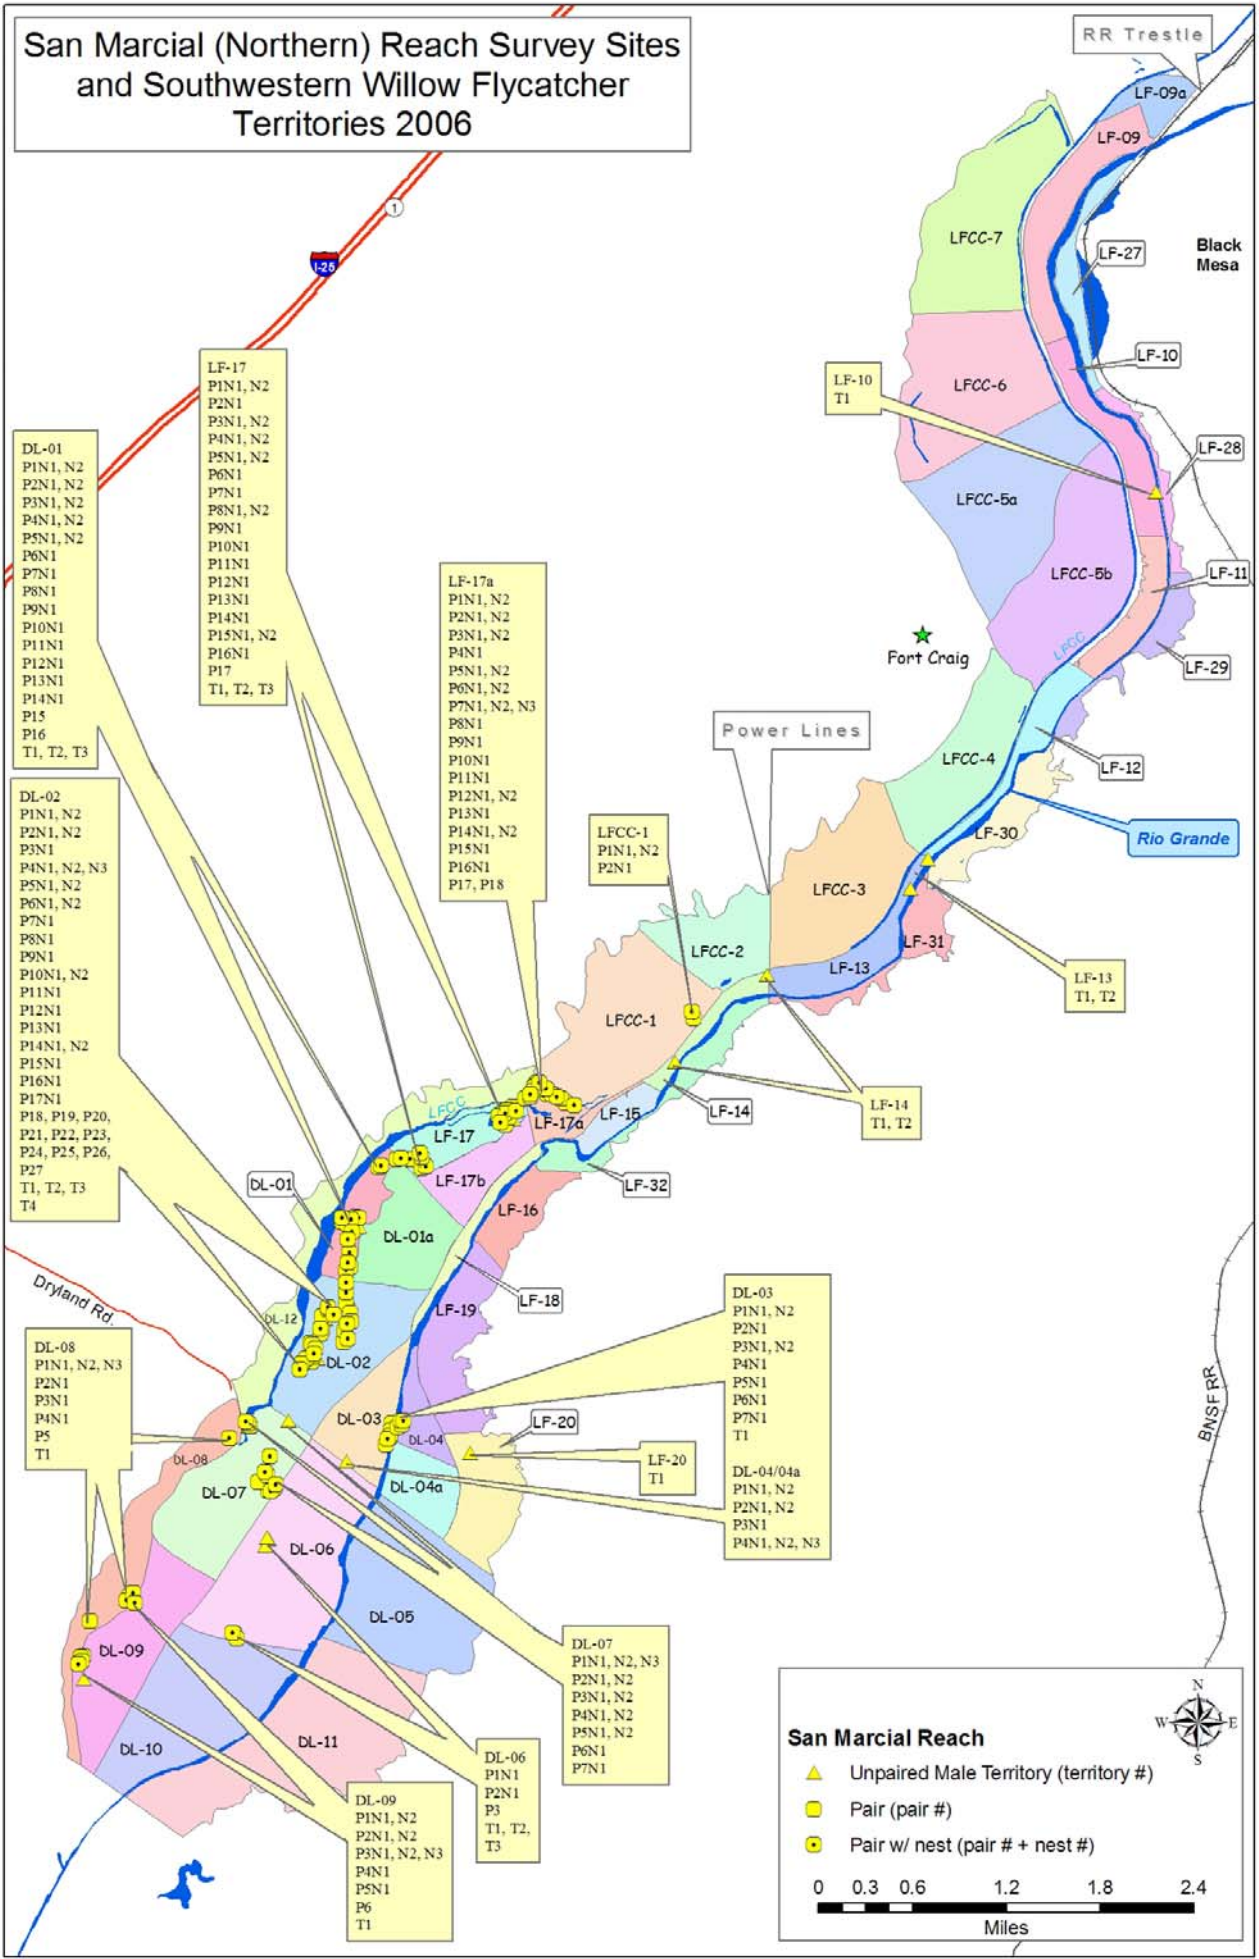 San Marcial (Northern) Reach Survey Sites
and Southwestern Willow Flycatcher
Territories 2006
RR Trestle
LF-09a
LF-09
1
LFCC-7
I-25
LF-27
Black
Mesa
LF-10
LFCC-6
LF-10
T1
LF-28
LFCC-5a
LFCC-5b
LF-11
LFCC
Fort Craig
LF-29
LF-17
P1N1, N2
P2N1
P3N1, N2
P4N1, N2
P5N1, N2
P6N1
P7N1
P8N1, N2
P9N1
P10N1
P11N1
P12N1
P13N1
P14N1
P15N1, N2
P16N1
P17
T1, T2, T3
DL-01
P1N1, N2
P2N1, N2
P3N1, N2
P4N1, N2
P5N1, N2
P6N1
P7N1
P8N1
P9N1
P10N1
P11N1
P12N1
P13N1
P14N1
P15
P16
T1, T2, T3
LF-17a
P1N1, N2
P2N1, N2
P3N1, N2
P4N1
P5N1, N2
P6N1, N2
P7N1, N2, N3
P8N1
P9N1
P10N1
P11N1
P12N1, N2
P13N1
P14N1, N2
P15N1
P16N1
P17, P18
Power Lines
LFCC-4
LF-12
DL-02
P1N1, N2
P2N1, N2
P3N1
P4N1, N2, N3
P5N1, N2
P6N1, N2
P7N1
P8N1
P9N1
P10N1, N2
P11N1
P12N1
P13N1
P14N1, N2
P15N1
P16N1
P17N1
P18, P19, P20,
P21, P22, P23,
P24, P25, P26,
P27
T1, T2, T3
T4
LFCC-1
P1N1, N2
P2N1
LF-30
Rio Grande
LFCC-3
LFCC-2
LF-31
LF-13
LF-13
T1, T2
LFCC-1
LF-14
T1, T2
LF-14
LFCC
LF-15
LF-17a
LF-17
LF-17b
LF-32
DL-01
LF-16
DL-01a
LF-18
LF-19
Dryland Rd.
DL-12
DL-02
DL-03
P1N1, N2
P2N1
P3N1, N2
P4N1
P5N1
P6N1
P7N1
T1
DL-04/04a
P1N1, N2
P2N1, N2
P3N1
P4N1, N2, N3
DL-08
P1N1, N2, N3
P2N1
P3N1
P4N1
P5
T1
DL-03
LF-20
DL-04
BNSF RR
LF-20
T1
DL-08
DL-04a
DL-07
DL-06
DL-05
DL-09
DL-07
P1N1, N2, N3
P2N1, N2
P3N1, N2
P4N1, N2
P5N1, N2
P6N1
P7N1
DL-10
DL-11
DL-06
P1N1
P2N1
P3
T1, T2,
T3
DL-09
P1N1, N2
P2N1, N2
P3N1, N2, N3
P4N1
P5N1
P6
T1
N
W E
S
San Marcial Reach
Unpaired Male Territory (territory #)
Pair (pair #)
Pair w/ nest (pair # + nest #)
0 0.3 0.6 1.2 1.8 2.4
Miles